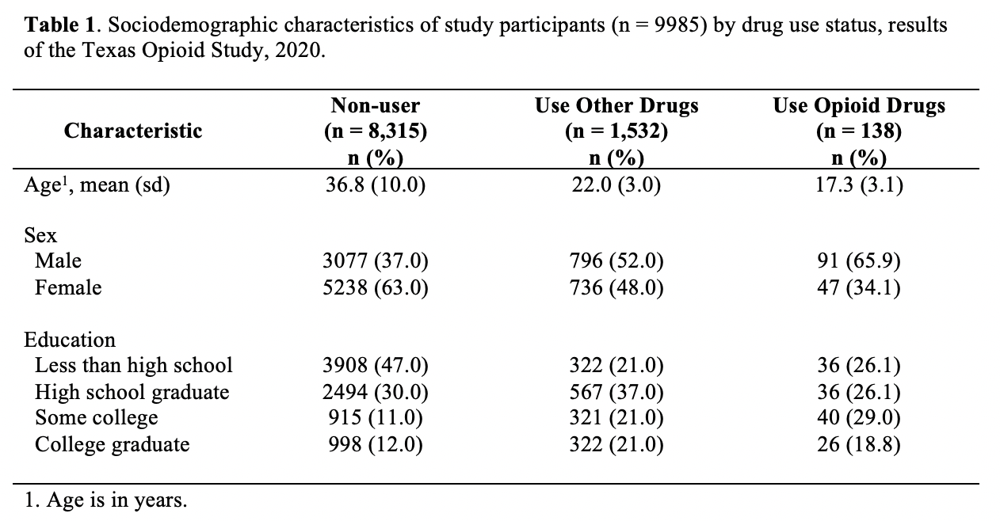 Table 1. Sociodemographic characteristics of study participants (n = 9985) by drug use status, results
of the Texas Opioid Study, 2020.
Characteristic Non-user (n = 8,315) n (%) Use Other Drugs (n = 1,532) n (%) Use Opioid Drugs (n = 138) n (%)
Age¹, mean (sd) 36.8 (10.0) 22.0 (3.0) 17.3 (3.1)
Sex
Male 3077 (37.0) 796 (52.0) 91 (65.9)
Female 5238 (63.0) 736 (48.0) 47 (34.1)
Education
Less than high school 3908 (47.0) 322 (21.0) 36 (26.1)
High school graduate 2494 (30.0) 567 (37.0) 36 (26.1)
Some college 915 (11.0) 321 (21.0) 40 (29.0)
College graduate 998 (12.0) 322 (21.0) 26 (18.8)
1. Age is in years.